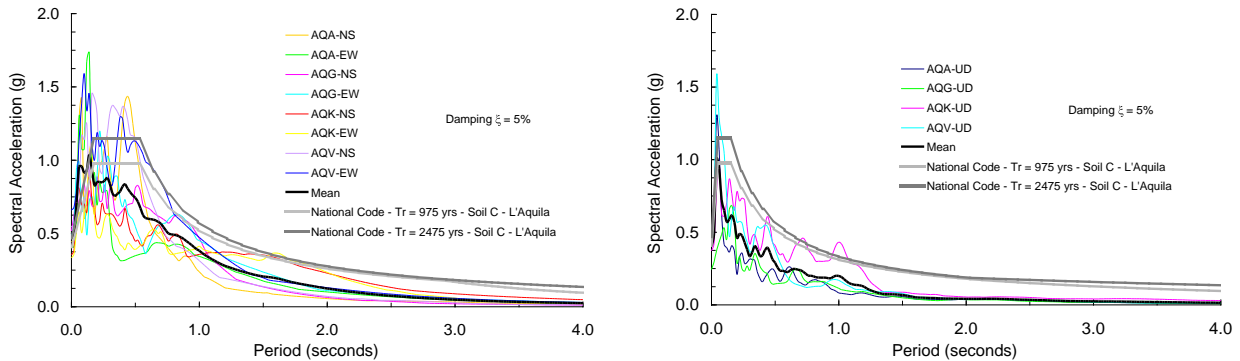 2.0
1.5
1.0
0.5
0.0
0.0 1.0 2.0 3.0 4.0
Spectral Acceleration (g)
Period (seconds)
AQA-NS
AQA-EW
AQG-NS
AQG-EW
AQK-NS
AQK-EW
AQV-NS
AQV-EW
Mean
National Code - Tr = 975 yrs - Soil C - L'Aquila
National Code - Tr = 2475 yrs - Soil C - L'Aquila
Damping ξ = 5%
2.0
1.5
1.0
0.5
0.0
0.0 1.0 2.0 3.0 4.0
Spectral Acceleration (g)
Period (seconds)
AQA-UD
AQG-UD
AQK-UD
AQV-UD
Mean
National Code - Tr = 975 yrs - Soil C - L'Aquila
National Code - Tr = 2475 yrs - Soil C - L'Aquila
Damping ξ = 5%